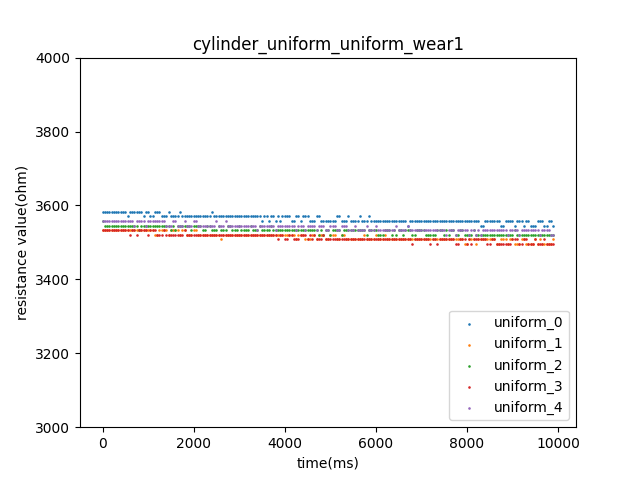 cylinder_uniform_uniform_wear1
4000
3800
3600
3400
3200
3000
resistance value(ohm)
0
2000
4000
6000
8000
10000
time(ms)
uniform_0
uniform_1
uniform_2
uniform_3
uniform_4